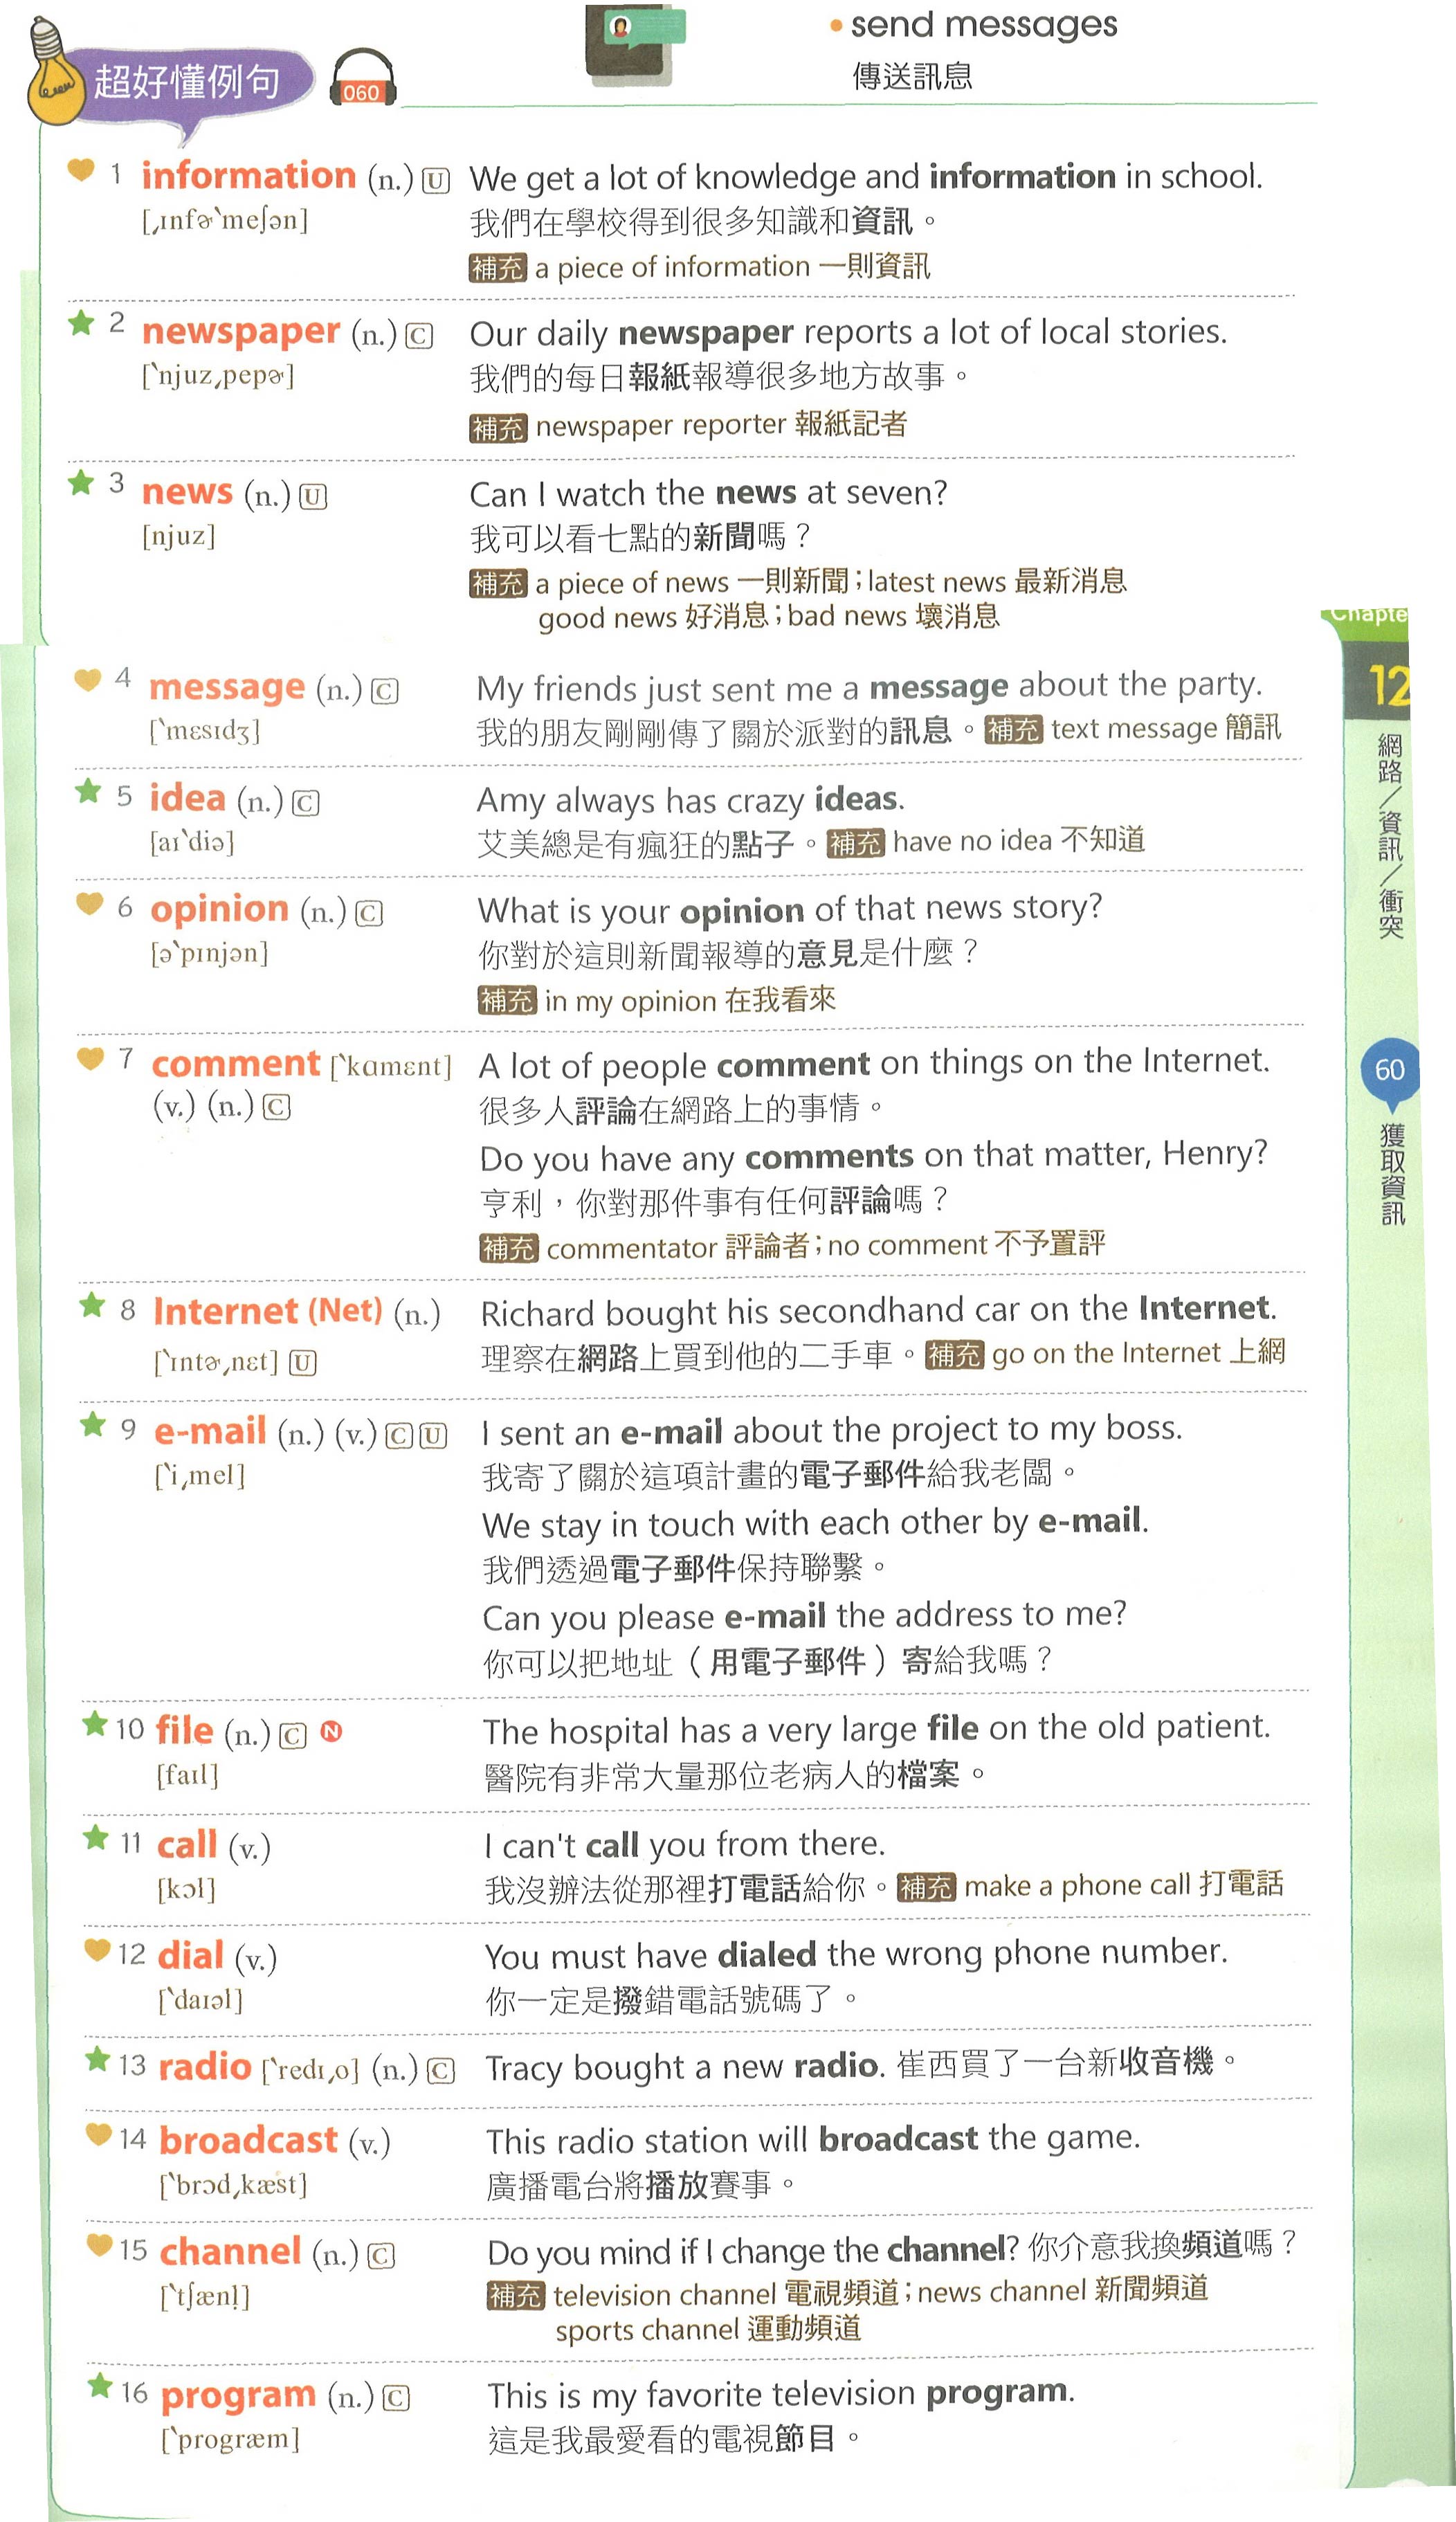 • send messages
傳送訊息
超好懂例句 060
1 information (n.) U We get a lot of knowledge and information in school.
[ˌɪnfɚˋmeʃən] 我們在學校得到很多知識和資訊。
補充 a piece of information 一則資訊
2 newspaper (n.) C Our daily newspaper reports a lot of local stories.
[ˋnjuzˌpepɚ] 我們的每日報紙報導很多地方故事。
補充 newspaper reporter 報紙記者
3 news (n.) U Can I watch the news at seven?
[njuz] 我可以看七點的新聞嗎？
補充 a piece of news 一則新聞；latest news 最新消息
good news 好消息；bad news 壞消息
4 message (n.) C My friends just sent me a message about the party.
[ˋmɛsɪdʒ] 我的朋友剛剛傳了關於派對的訊息。補充 text message 簡訊
5 idea (n.) C Amy always has crazy ideas.
[aɪˋdiə] 艾美總是有瘋狂的點子。補充 have no idea 不知道
6 opinion (n.) C What is your opinion of that news story?
[əˋpɪnjən] 你對於這則新聞報導的意見是什麼？
補充 in my opinion 在我看來
7 comment [ˋkɑmɛnt] A lot of people comment on things on the Internet.
(v.) (n.) C 很多人評論在網路上的事情。
Do you have any comments on that matter, Henry?
亨利，你對那件事有任何評論嗎？
補充 commentator 評論者；no comment 不予置評
8 Internet (Net) (n.) Richard bought his secondhand car on the Internet.
[ˋɪntɚˌnɛt] U 理察在網路上買到他的二手車。補充 go on the Internet 上網
9 e-mail (n.) (v.) C U I sent an e-mail about the project to my boss.
[ˋiˌmel] 我寄了關於這項計畫的電子郵件給我老闆。
We stay in touch with each other by e-mail.
我們透過電子郵件保持聯繫。
Can you please e-mail the address to me?
你可以把地址（用電子郵件）寄給我嗎？
10 file (n.) C N The hospital has a very large file on the old patient.
[faɪl] 醫院有非常大量那位老病人的檔案。
11 call (v.) I can't call you from there.
[kɔl] 我沒辦法從那裡打電話給你。補充 make a phone call 打電話
12 dial (v.) You must have dialed the wrong phone number.
[ˋdaɪəl] 你一定是撥錯電話號碼了。
13 radio [ˋredɪˌo] (n.) C Tracy bought a new radio. 崔西買了一台新收音機。
14 broadcast (v.) This radio station will broadcast the game.
[ˋbrɔdˌkæst] 廣播電台將播放賽事。
15 channel (n.) C Do you mind if I change the channel? 你介意我換頻道嗎？
[ˋtʃænl̩] 補充 television channel 電視頻道；news channel 新聞頻道
sports channel 運動頻道
16 program (n.) C This is my favorite television program.
[ˋprogræm] 這是我最愛看的電視節目。
Chapte
12
網路／資訊／衝突
60
獲取資訊